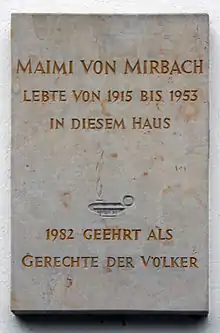 MAIMI VON MIRBACH
LEBTE VON 1915 BIS 1953
IN DIESEM HAUS
1982 GEEHRT ALS
GERECHTE DER VÖLKER